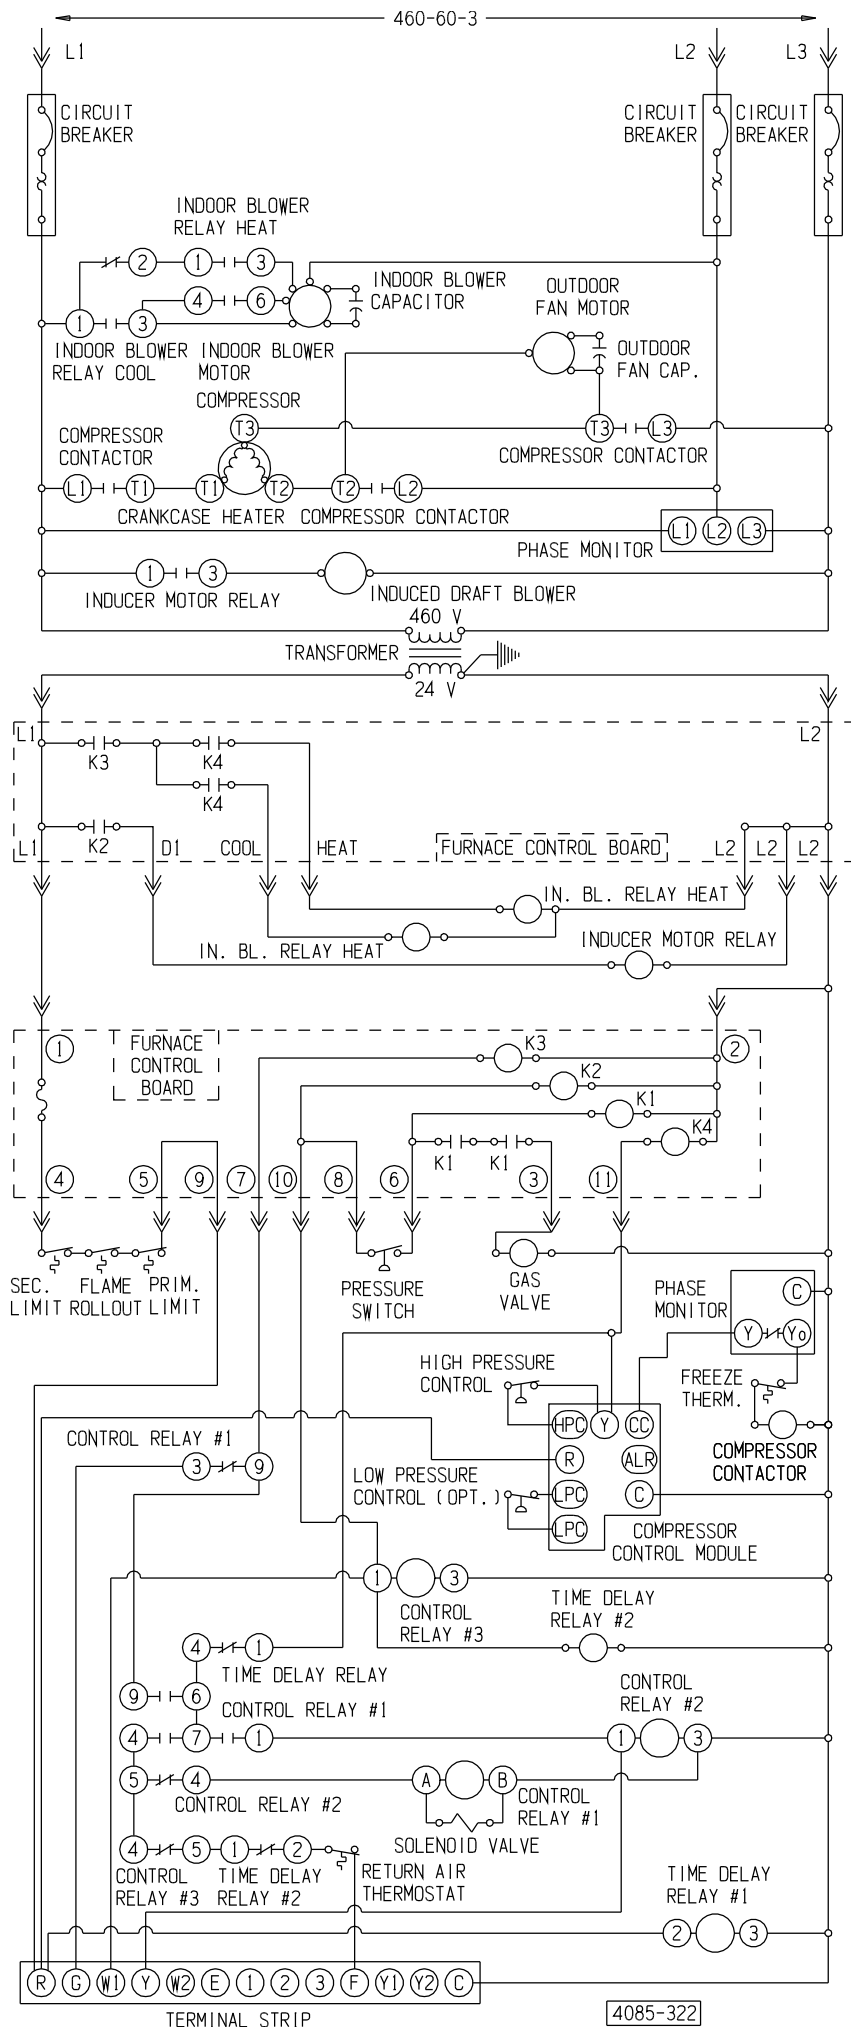 460-60-3
L1
L2
L3
CIRCUIT
BREAKER
CIRCUIT
BREAKER
CIRCUIT
BREAKER
INDOOR BLOWER
RELAY HEAT
2
1
3
INDOOR BLOWER
CAPACITOR
OUTDOOR
FAN MOTOR
4
6
1
3
INDOOR BLOWER
RELAY COOL
INDOOR BLOWER
MOTOR
OUTDOOR
FAN CAP.
COMPRESSOR
T3
T3
L3
COMPRESSOR
CONTACTOR
COMPRESSOR CONTACTOR
L1
T1
T1
T2
T2
L2
CRANKCASE HEATER
COMPRESSOR CONTACTOR
L1
L2
L3
PHASE MONITOR
1
3
INDUCER MOTOR RELAY
INDUCED DRAFT BLOWER
460 V
TRANSFORMER
24 V
L1
L2
K3
K4
K4
K2
L1
D1
COOL
HEAT
FURNACE CONTROL BOARD
L2
L2
L2
IN. BL. RELAY HEAT
IN. BL. RELAY HEAT
INDUCER MOTOR RELAY
1
FURNACE
CONTROL
BOARD
K3
2
K2
K1
K4
K1
K1
4
5
9
7
10
8
6
3
11
SEC.
LIMIT
FLAME
ROLLOUT
PRIM.
LIMIT
PRESSURE
SWITCH
GAS
VALVE
PHASE
MONITOR
C
Y
Yo
HIGH PRESSURE
CONTROL
FREEZE
THERM.
HPC
Y
CC
CONTROL RELAY #1
COMPRESSOR
CONTACTOR
3
9
R
ALR
LOW PRESSURE
CONTROL (OPT.)
LPC
C
LPC
COMPRESSOR
CONTROL MODULE
1
3
CONTROL
RELAY #3
TIME DELAY
RELAY #2
4
1
TIME DELAY RELAY
9
6
CONTROL RELAY #1
CONTROL
RELAY #2
4
7
1
1
3
5
4
A
B
CONTROL RELAY #2
CONTROL
RELAY #1
SOLENOID VALVE
4
5
1
2
CONTROL
RELAY #3
TIME DELAY
RELAY #2
RETURN AIR
THERMOSTAT
TIME DELAY
RELAY #1
2
3
R
G
W1
Y
W2
E
1
2
3
F
Y1
Y2
C
TERMINAL STRIP
4085-322